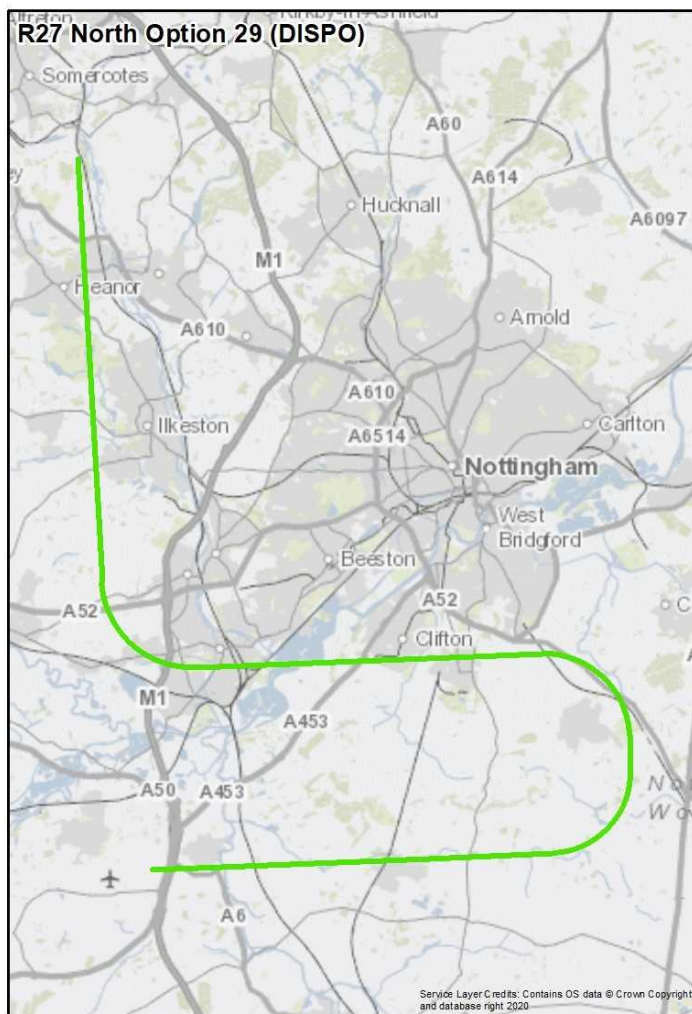 R27 North Option 29 (DISPO)
Somercotes
A60
A614
Hucknall
A6097
M1
Heanor
Arnold
A610
A610
Carlton
Ilkeston
A6514
Nottingham
West
Bridgford
Beeston
A52
A52
Clifton
M1
A453
A50
A453
A6
Service Layer Credits: Contains OS data © Crown Copyright
and database right 2020